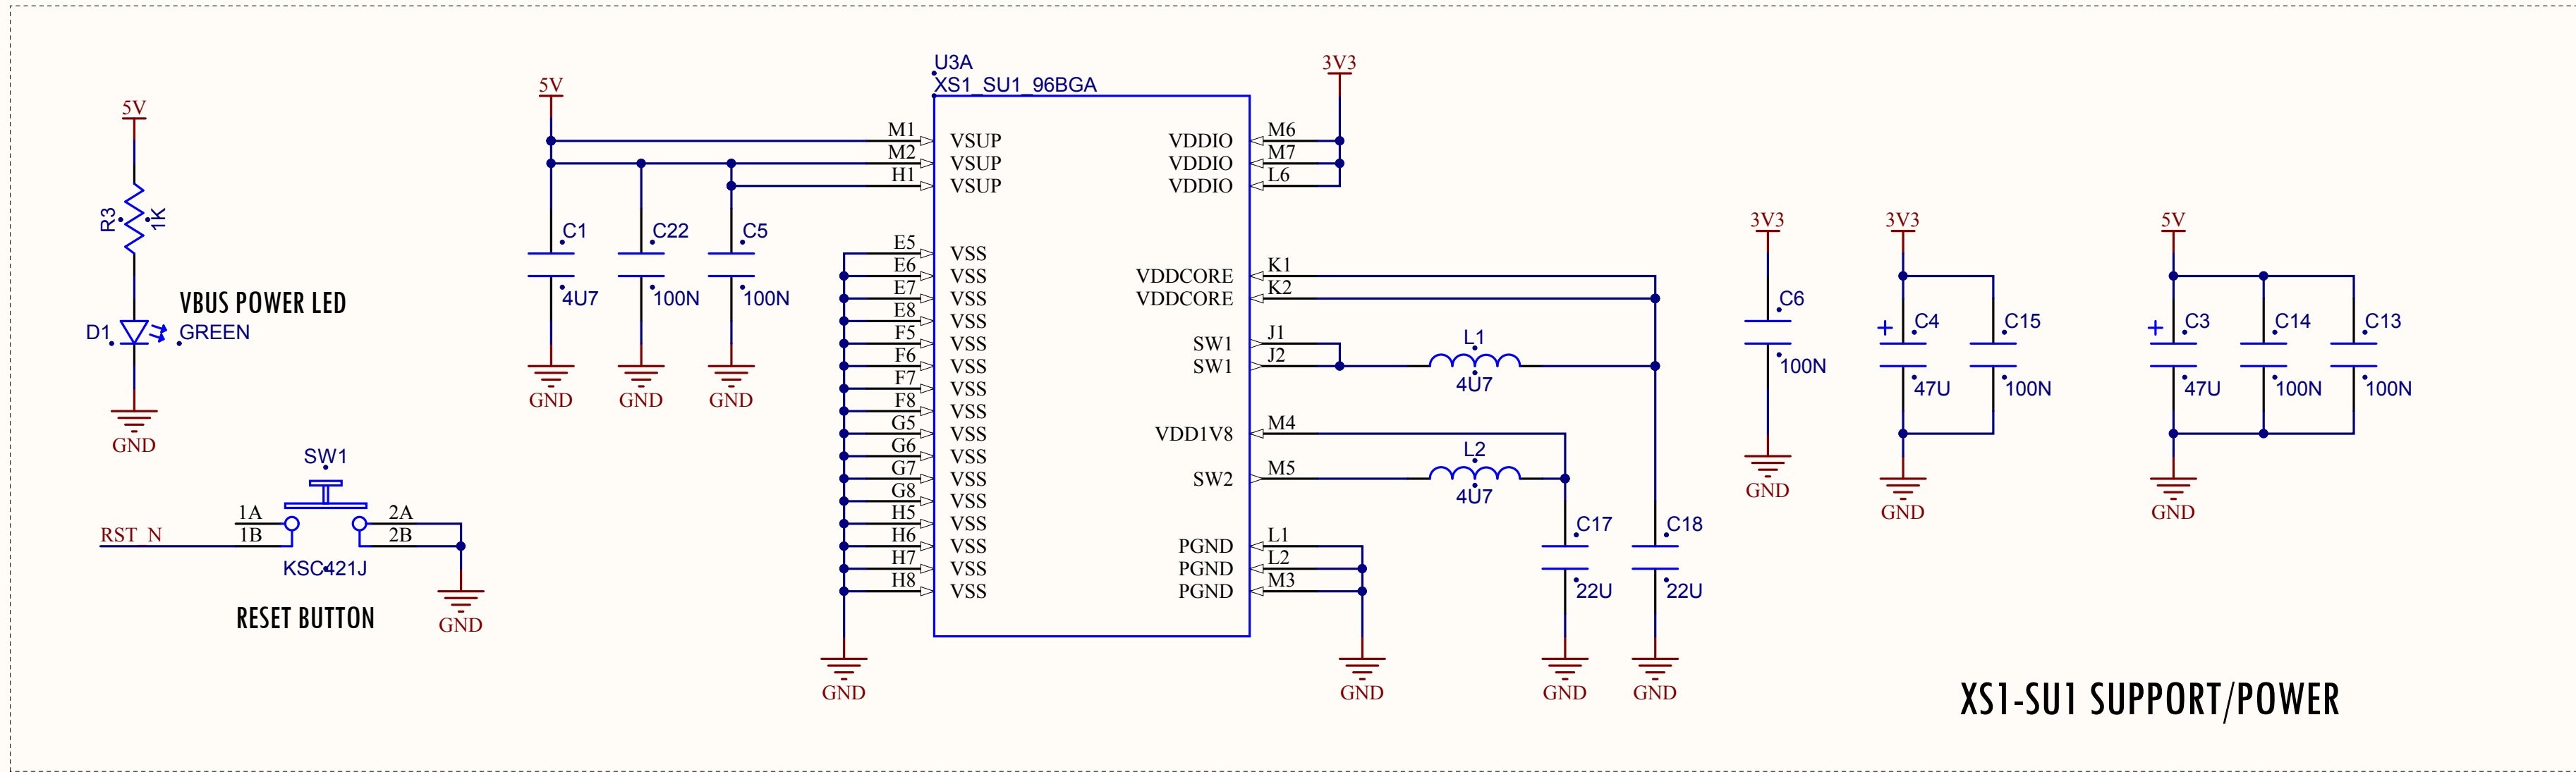 5V
R3
1K
VBUS POWER LED
D1
GREEN
GND
SW1
1A
1B
2A
2B
RST_N
KSC421J
GND
RESET BUTTON
5V
C1
4U7
GND
C22
100N
GND
C5
100N
GND
U3A
XS1_SU1_96BGA
M1 VSUP
M2 VSUP
H1 VSUP
E5 VSS
E6 VSS
E7 VSS
E8 VSS
F5 VSS
F6 VSS
F7 VSS
F8 VSS
G5 VSS
G6 VSS
G7 VSS
G8 VSS
H5 VSS
H6 VSS
H7 VSS
H8 VSS
GND
3V3
VDDIO M6
VDDIO M7
VDDIO L6
VDDCORE K1
VDDCORE K2
SW1 J1
SW1 J2
VDD1V8 M4
SW2 M5
PGND L1
PGND L2
PGND M3
GND
L1
4U7
L2
4U7
C17
22U
GND
C18
22U
GND
3V3
C6
100N
GND
3V3
+
C4
47U
C15
100N
GND
5V
+
C3
47U
C14
100N
C13
100N
GND
XS1-SU1 SUPPORT/POWER